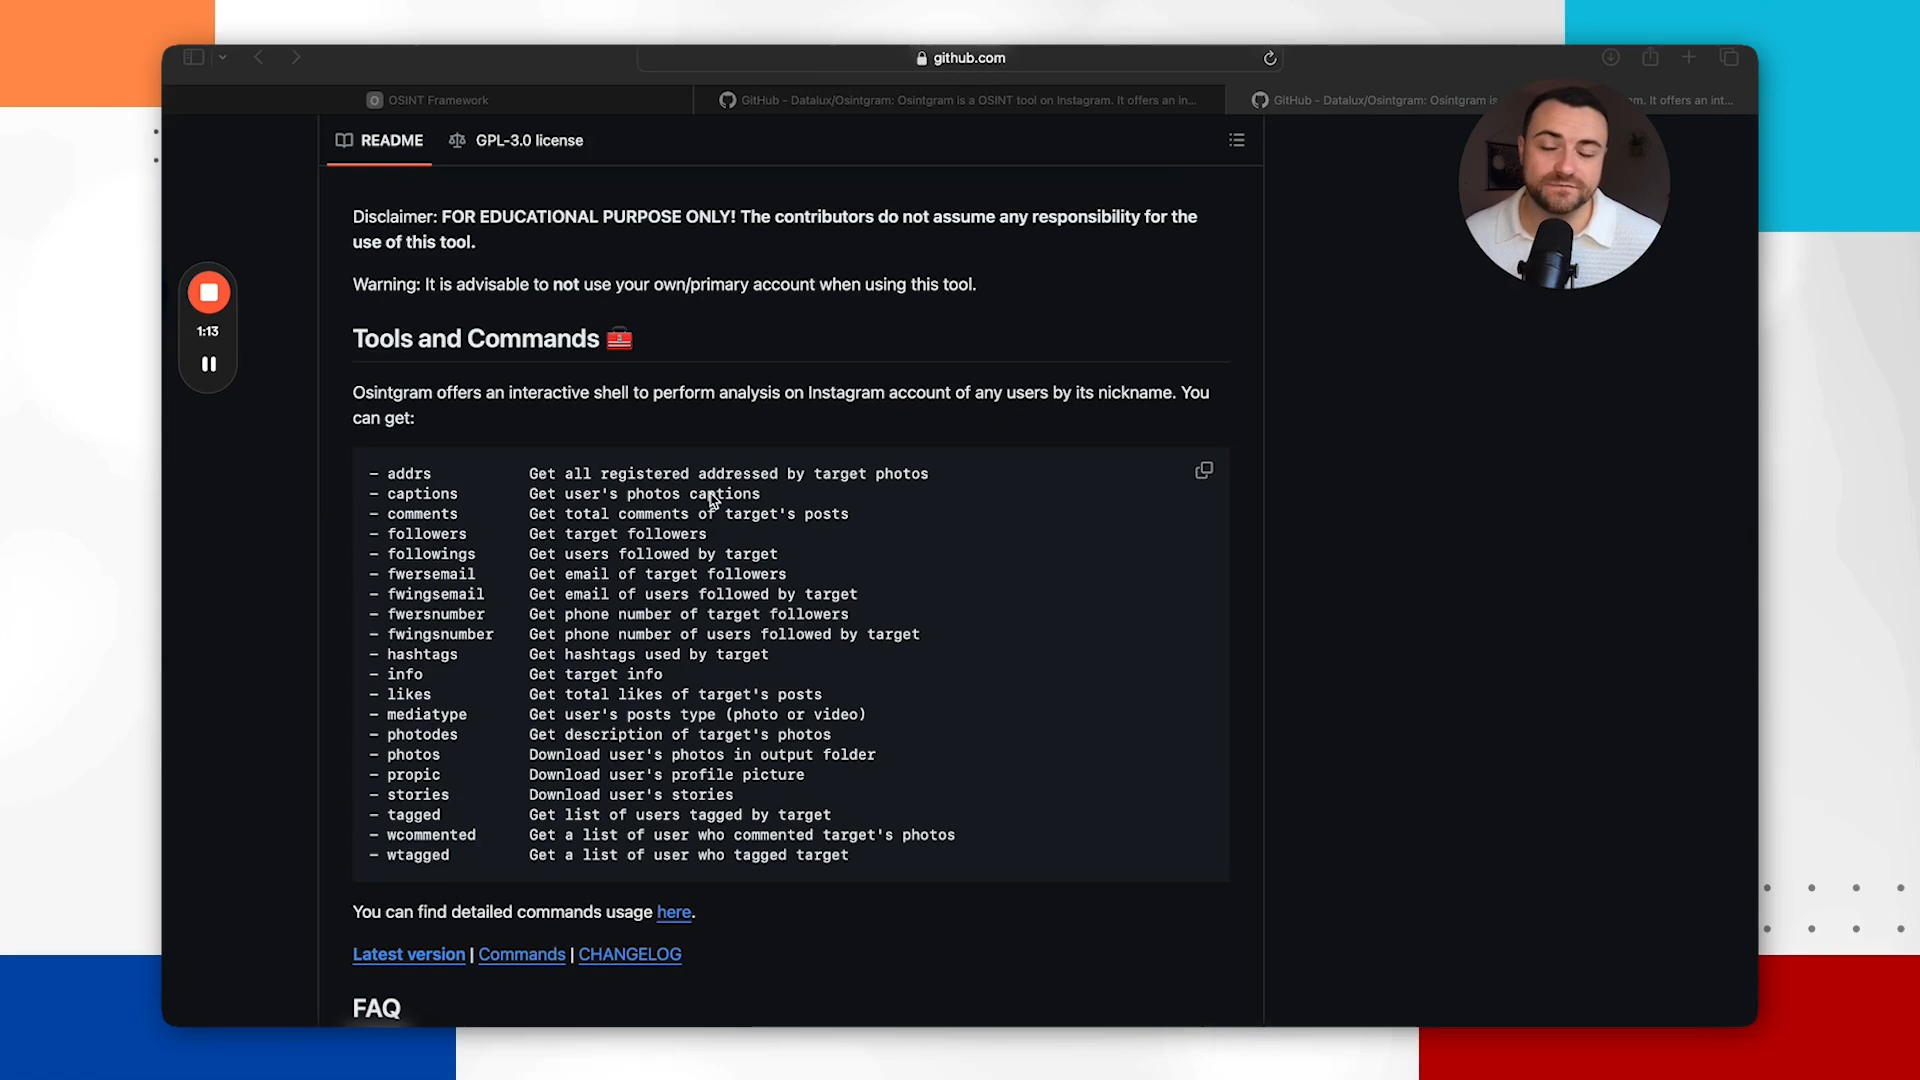 github.com
OSINT Framework
GitHub - Datalux/Osintgram: Osintgram is a OSINT tool on Instagram. It offers an in...
GitHub - Datalux/Osintgram: Osintgram is
m. It offers an int...
README
GPL-3.0 license
Disclaimer: FOR EDUCATIONAL PURPOSE ONLY! The contributors do not assume any responsibility for the
use of this tool.
Warning: It is advisable to not use your own/primary account when using this tool.
1:13
Tools and Commands
Osintgram offers an interactive shell to perform analysis on Instagram account of any users by its nickname. You
can get:
- addrs Get all registered addressed by target photos
- captions Get user's photos captions
- comments Get total comments of target's posts
- followers Get target followers
- followings Get users followed by target
- fwersemail Get email of target followers
- fwingsemail Get email of users followed by target
- fwersnumber Get phone number of target followers
- fwingsnumber Get phone number of users followed by target
- hashtags Get hashtags used by target
- info Get target info
- likes Get total likes of target's posts
- mediatype Get user's posts type (photo or video)
- photodes Get description of target's photos
- photos Download user's photos in output folder
- propic Download user's profile picture
- stories Download user's stories
- tagged Get list of users tagged by target
- wcommented Get a list of user who commented target's photos
- wtagged Get a list of user who tagged target
You can find detailed commands usage here.
Latest version | Commands | CHANGELOG
FAQ